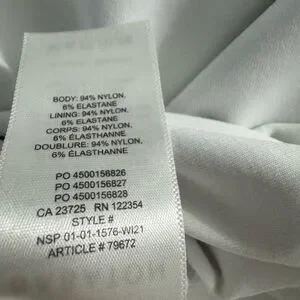 BODY: 94% NYLON,
6% ELASTANE
LINING: 94% NYLON,
6% ELASTANE
CORPS: 94% NYLON,
6% ÉLASTHANNE
DOUBLURE: 94% NYLON,
6% ÉLASTHANNE
PO 4500156826
PO 4500156827
PO 4500156828
CA 23725 RN 122354
STYLE #
NSP 01-01-1576-WI21
ARTICLE # 79672